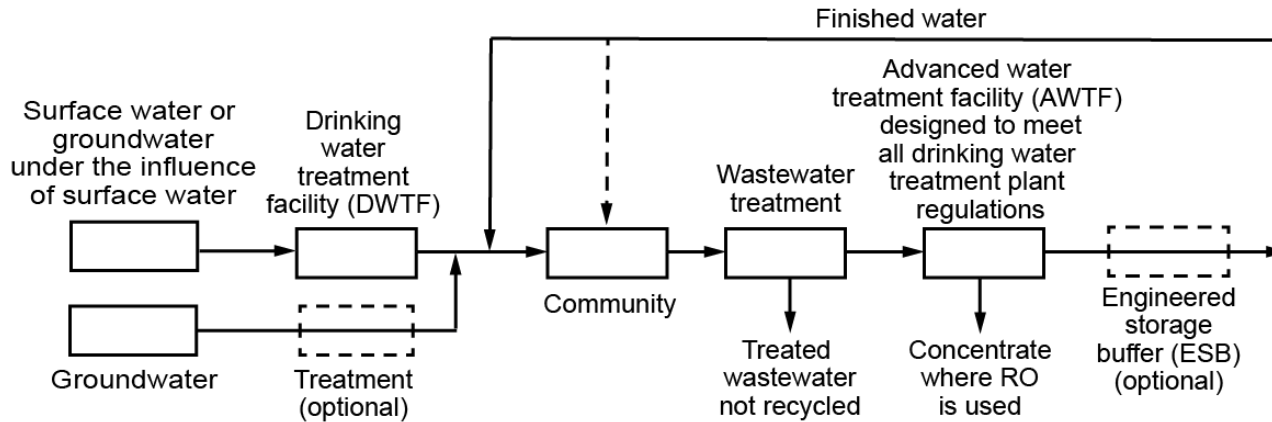 Finished water
Surface water or
groundwater
under the influence
of surface water
Drinking
water
treatment
facility (DWTF)
Community
Wastewater
treatment
Advanced water
treatment facility (AWTF)
designed to meet
all drinking water
treatment plant
regulations
Groundwater
Treatment
(optional)
Treated
wastewater
not recycled
Concentrate
where RO
is used
Engineered
storage
buffer (ESB)
(optional)